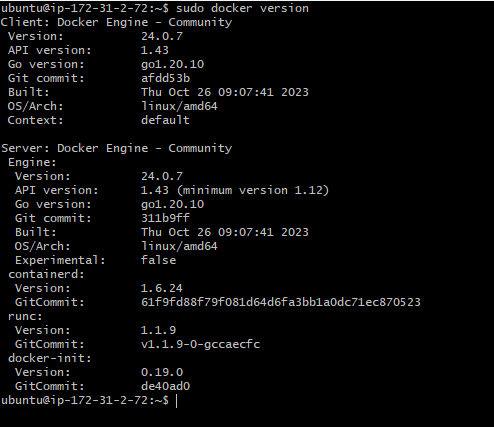 ubuntu@ip-172-31-2-72:~$ sudo docker version
Client: Docker Engine - Community
 Version:           24.0.7
 API version:       1.43
 Go version:        go1.20.10
 Git commit:        afdd53b
 Built:             Thu Oct 26 09:07:41 2023
 OS/Arch:           linux/amd64
 Context:           default

Server: Docker Engine - Community
 Engine:
  Version:          24.0.7
  API version:      1.43 (minimum version 1.12)
  Go version:       go1.20.10
  Git commit:       311b9ff
  Built:            Thu Oct 26 09:07:41 2023
  OS/Arch:          linux/amd64
  Experimental:     false
 containerd:
  Version:          1.6.24
  GitCommit:        61f9fd88f79f081d64d6fa3bb1a0dc71ec870523
 runc:
  Version:          1.1.9
  GitCommit:        v1.1.9-0-gccaecfc
 docker-init:
  Version:          0.19.0
  GitCommit:        de40ad0
ubuntu@ip-172-31-2-72:~$